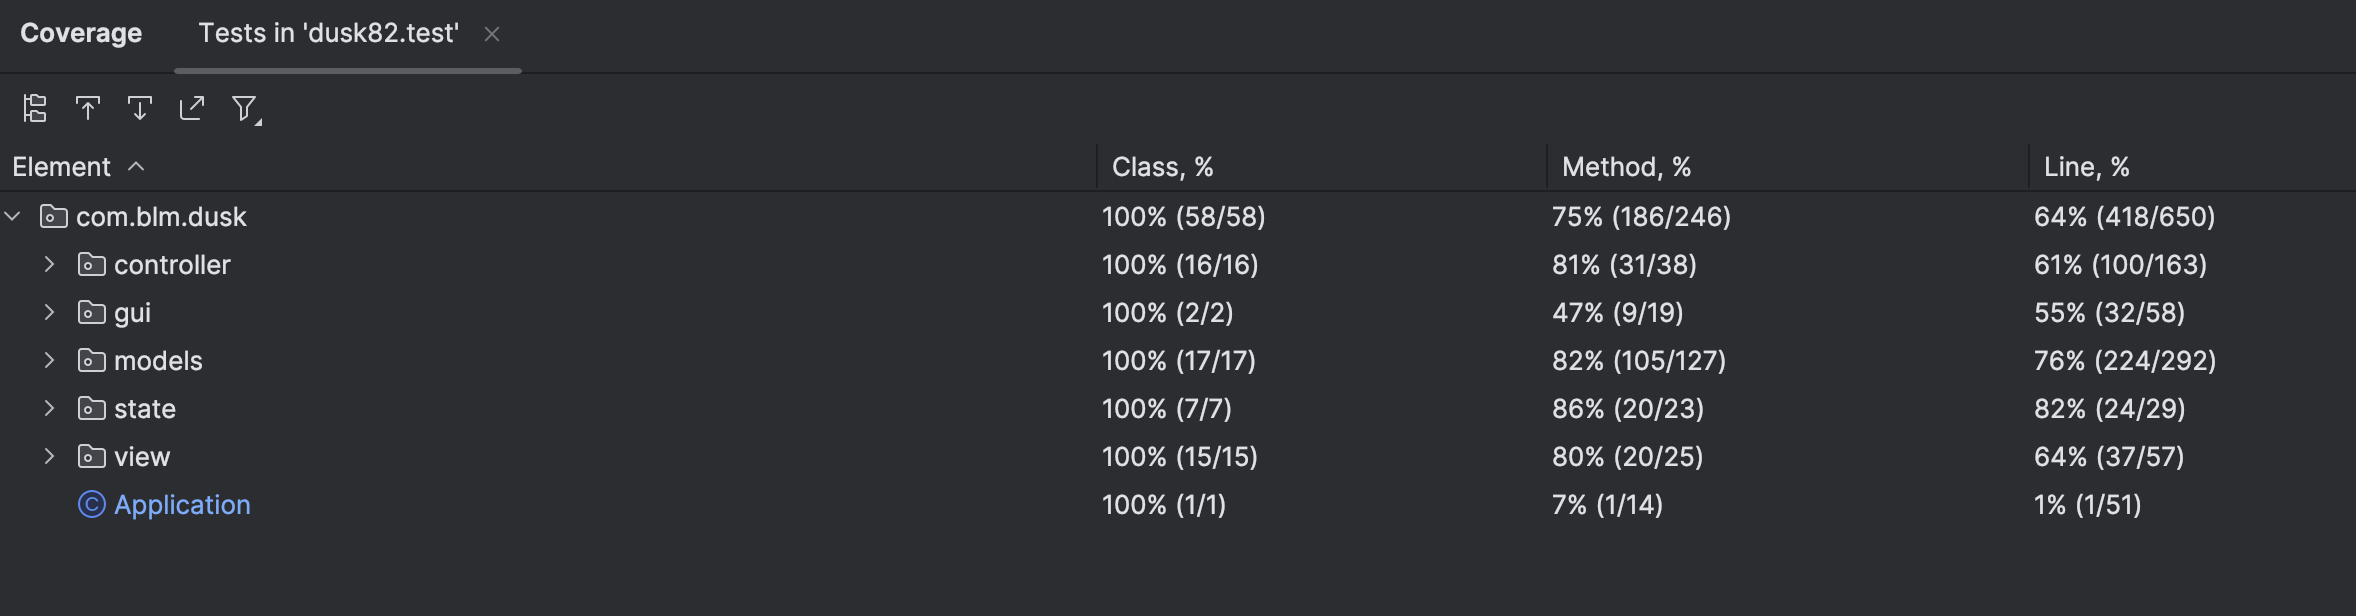 Coverage Tests in 'dusk82.test'
Element Class, % Method, % Line, %
com.blm.dusk 100% (58/58) 75% (186/246) 64% (418/650)
controller 100% (16/16) 81% (31/38) 61% (100/163)
gui 100% (2/2) 47% (9/19) 55% (32/58)
models 100% (17/17) 82% (105/127) 76% (224/292)
state 100% (7/7) 86% (20/23) 82% (24/29)
view 100% (15/15) 80% (20/25) 64% (37/57)
Application 100% (1/1) 7% (1/14) 1% (1/51)